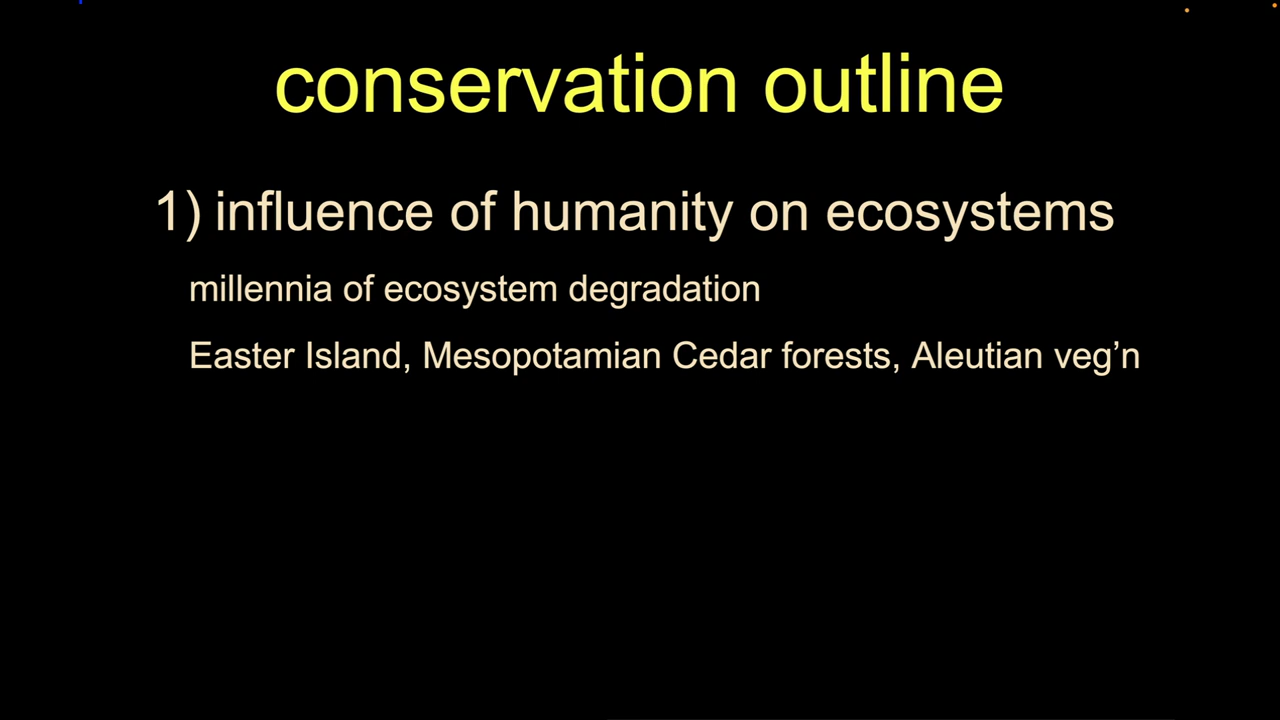 conservation outline
1) influence of humanity on ecosystems
millennia of ecosystem degradation
Easter Island, Mesopotamian Cedar forests, Aleutian veg’n